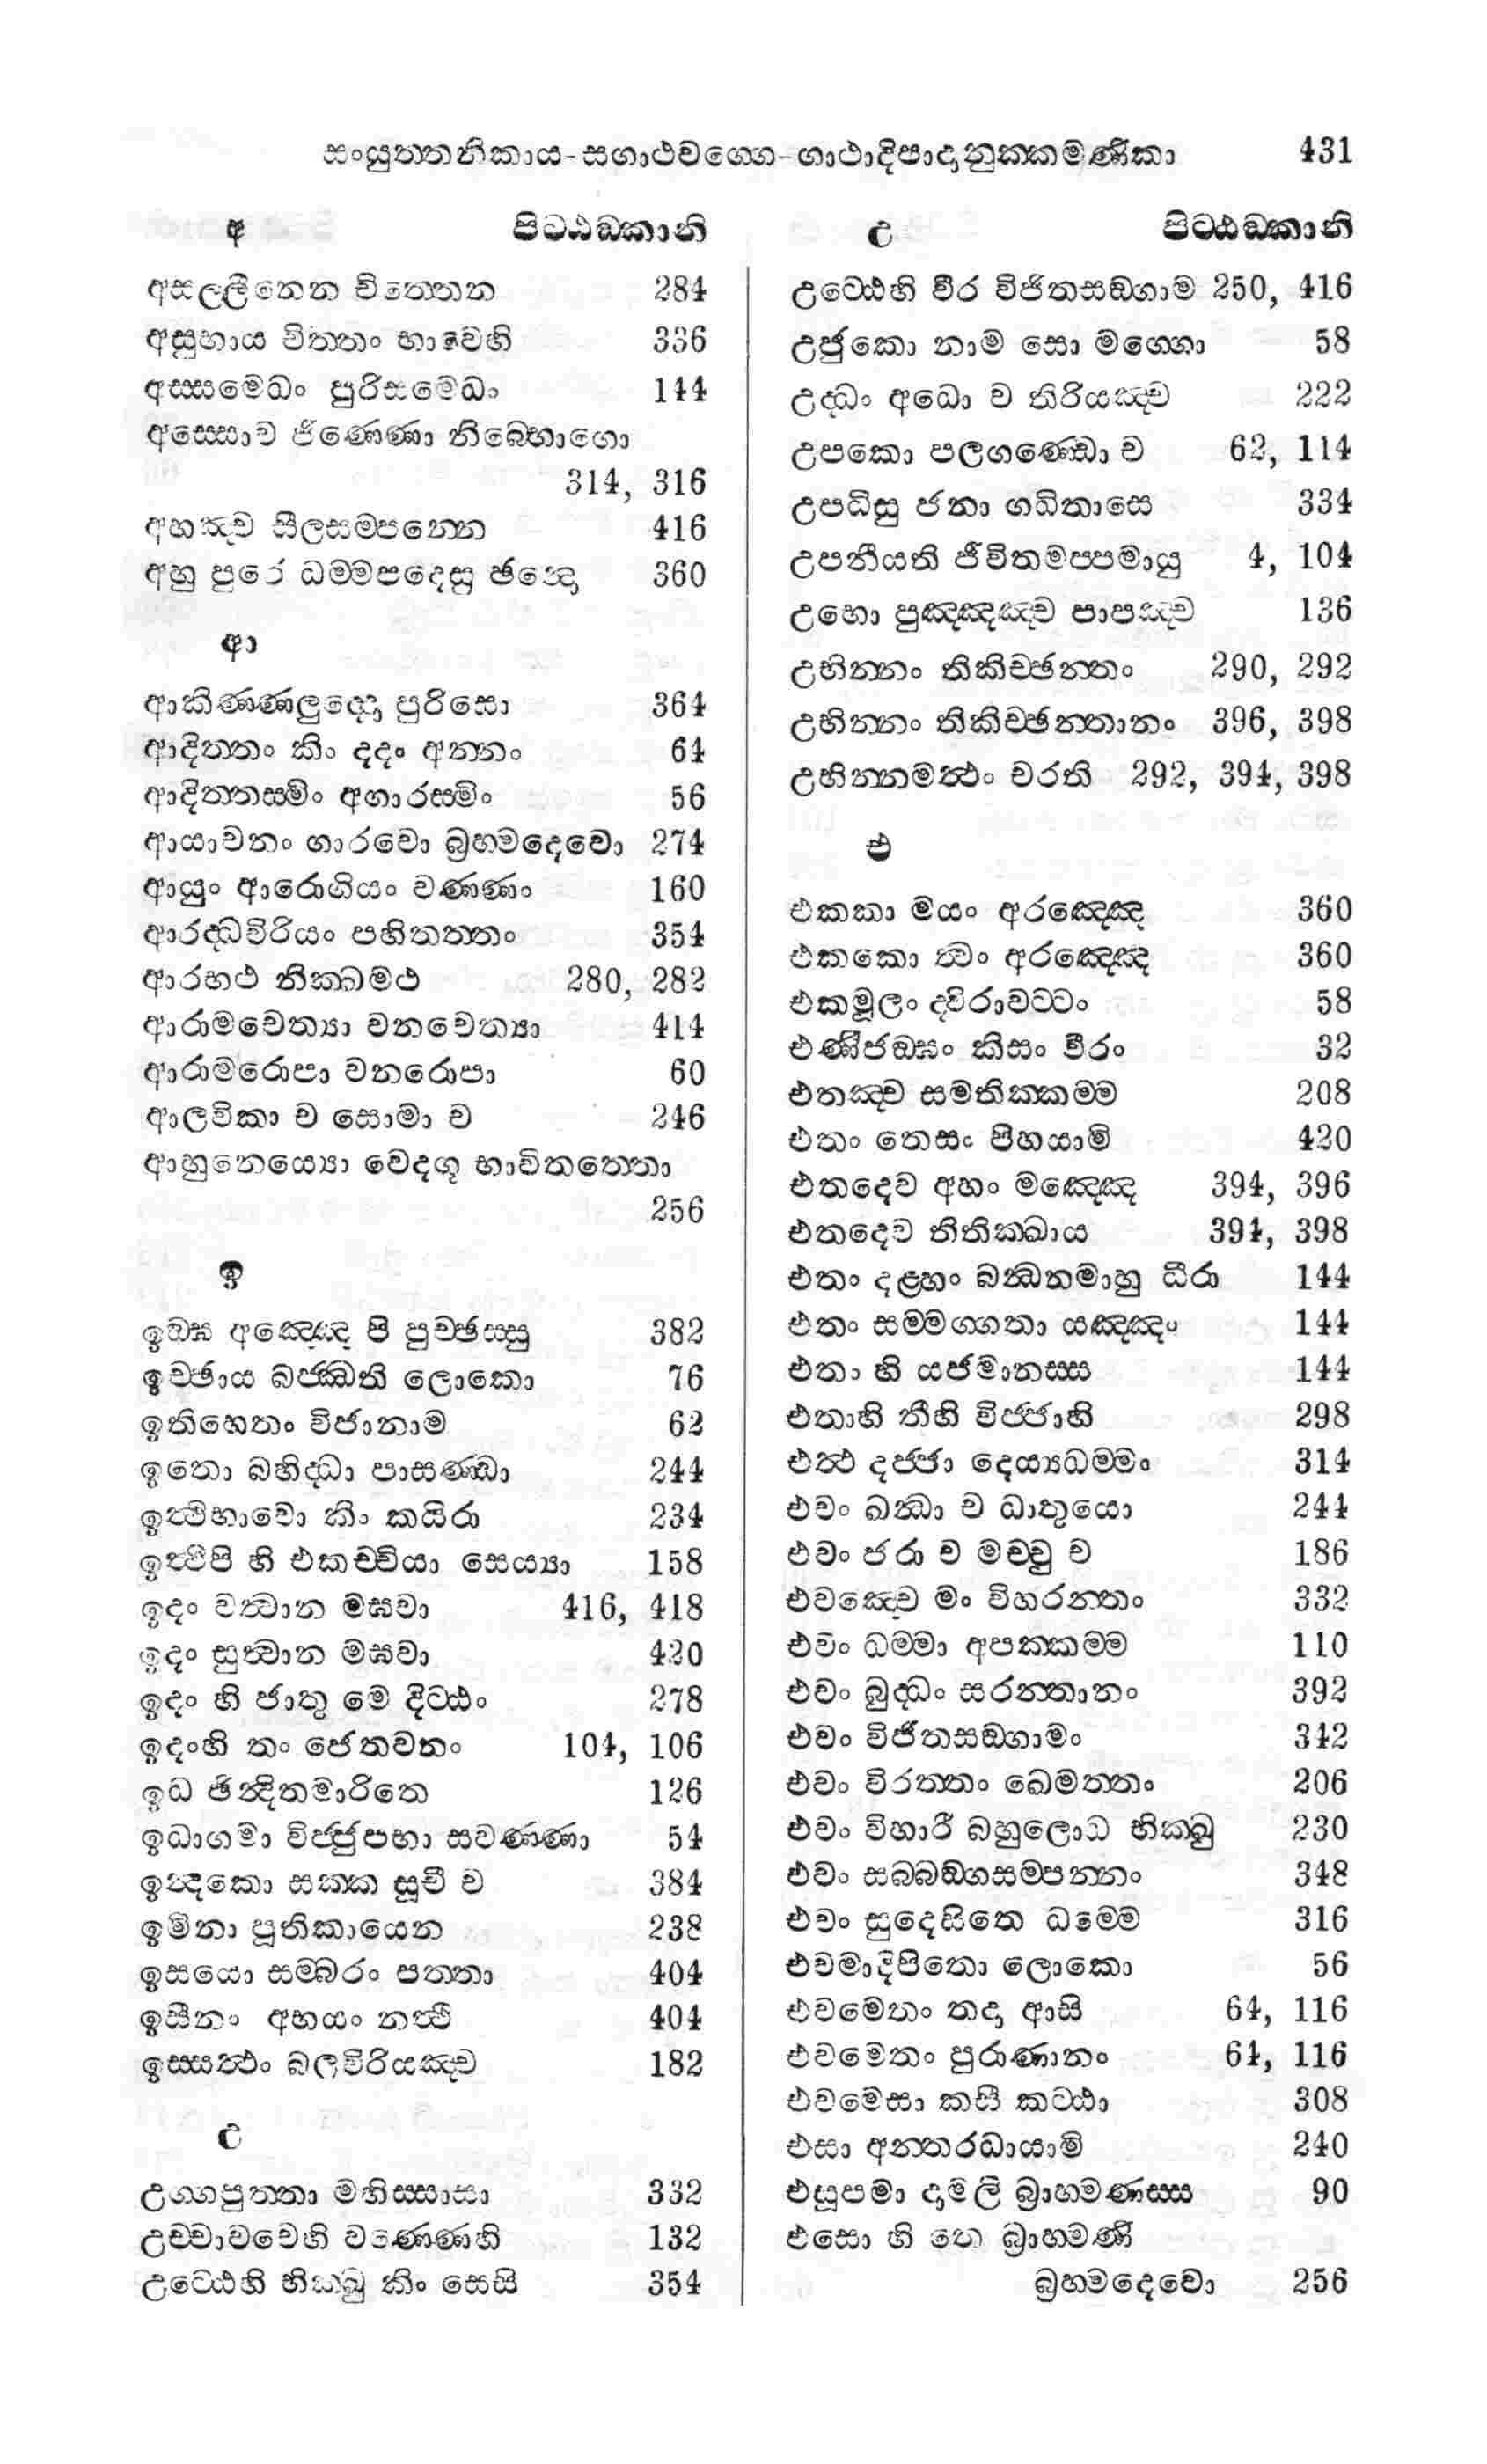 සංයුත්තනිකාය-සගාථවග්ගෙ-ගාථාදිපාදානුක්කමණිකා 431
අ පිට්ඨඞ්කානි
අසල්ලීනෙන චිත්තෙන 284
අසුභාය චිත්තං භාවෙහි 336
අස්සමෙධං පුරිසමෙධං 144
අස්සොව ජිණ්ණො නිබ්භොගො
314, 316
අහඤ්ච සීලසම්පන්නෙ 416
අහු පුරෙ ධම්මපදෙසු ඡන්දො 360
ආ
ආකිණ්ණලුද්දො පුරිසො 364
ආදිත්තං කිං දදං අන්නං 64
ආදිත්තස්මිං අගාරස්මිං 56
ආයාචනං ගාරවො බ්‍රහ්මදෙවො 274
ආයුං ආරොගියං වණ්ණං 160
ආරද්ධවිරියං පහිතත්තං 354
ආරභථ නික්ඛමථ 280, 282
ආරාමචෙත්‍යා වනචෙත්‍යා 414
ආරාමරොපා වනරොපා 60
ආලවිකා ච සොමා ච 246
ආහුනෙය්‍යො වෙදගූ භාවිතත්තො
256
ඉ
ඉඞ්ඝ අඤ්ඤෙ පි පුච්ඡස්සු 382
ඉච්ඡාය බජ්ඣති ලොකො 76
ඉතිහෙතං විජානාම 62
ඉතො බහිද්ධා පාසණ්ඩා 244
ඉත්ථිභාවො කිං කයිරා 234
ඉත්ථීපි හි එකච්චියා සෙය්‍යා 158
ඉදං වත්වාන මඝවා 416, 418
ඉදං සුත්වාන මඝවා 420
ඉදං හි ජාතු මෙ දිට්ඨං 278
ඉදංහි තං ජෙතවනං 104, 106
ඉධ ඡින්දිතමාරිතෙ 126
ඉධාගමා විජ්ජුපභා සවණ්ණා 54
ඉන්දකො සක්ක සූචී ච 384
ඉමිනා පූතිකායෙන 238
ඉසයො සම්බරං පත්තා 404
ඉසීනං අභයං නත්ථි 404
ඉස්සත්ථං බලවිරියඤ්ච 182
උ
උග්ගපුත්තා මහිස්සාසා 332
උච්චාවචෙහි වණ්ණෙහි 132
උට්ඨෙහි භික්ඛු කිං සෙසි 354
උ පිට්ඨඞ්කානි
උට්ඨෙහි වීර විජිතසඞ්ගාම 250, 416
උජුකො නාම සො මග්ගො 58
උද්ධං අධො ච තිරියඤ්ච 222
උපකො පලගණ්ඩො ච 62, 114
උපධිසු ජනා ගධිතාසෙ 334
උපනීයති ජීවිතමප්පමායු 4, 104
උභො පුඤ්ඤඤ්ච පාපඤ්ච 136
උභින්නං තිකිච්ඡන්තං 290, 292
උභින්නං තිකිච්ඡන්තානං 396, 398
උභින්නමත්ථං චරති 292, 394, 398
එ
එකකා මයං අරඤ්ඤෙ 360
එකකො ත්වං අරඤ්ඤෙ 360
එකමූලං ද්විරාවට්ටං 58
එණිජඞ්ඝං කිසං වීරං 32
එතඤ්ච සමතික්කම්ම 208
එතං තෙසං පිහයාමි 420
එතදෙව අහං මඤ්ඤෙ 394, 396
එතදෙව තිතික්ඛාය 394, 398
එතං දළ්හං බන්ධනමාහු ධීරා 144
එතං සම්මග්ගතා යඤ්ඤං 144
එතා හි යජමානස්ස 144
එතාහි තීහි විජ්ජාහි 298
එත්ථ දජ්ජා දෙය්‍යධම්මං 314
එවං ඛන්ධා ච ධාතුයො 244
එවං ජරා ච මච්චු ච 186
එවඤ්චෙ මං විහරන්තං 332
එවං ධම්මා අපක්කම්ම 110
එවං බුද්ධං සරන්තානං 392
එවං විජිතසඞ්ගාමං 342
එවං විරත්තං ඛෙමත්තං 206
එවං විහාරී බහුලොධ භික්ඛු 230
එවං සබ්බඞ්ගසම්පන්නං 348
එවං සුදෙසිතෙ ධම්මෙ 316
එවමාදිපිතො ලොකො 56
එවමෙතං තදා ආසි 64, 116
එවමෙතං පුරාණානං 64, 116
එවමෙසා කසී කට්ඨා 308
එසා අන්තරධායාමි 240
එසූපමා දාමලි බ්‍රාහ්මණස්ස 90
එසො හි තෙ බ්‍රාහ්මණි
බ්‍රහ්මදෙවො 256